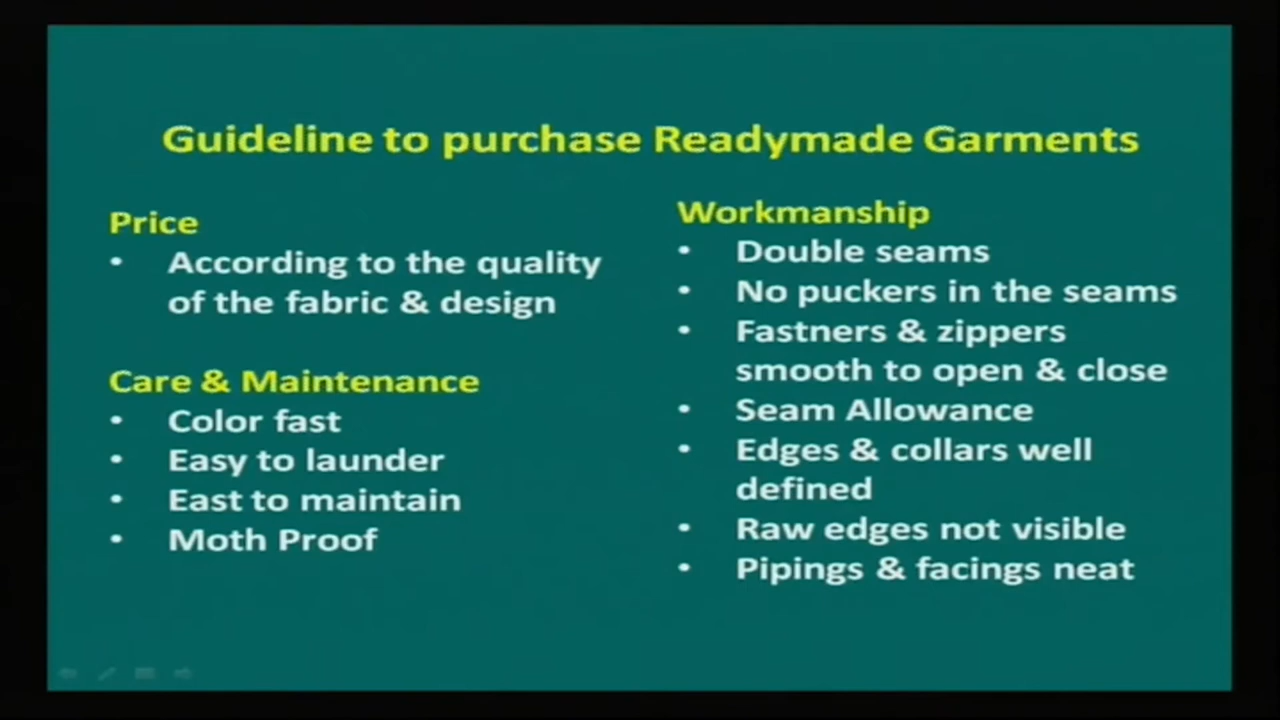 Guideline to purchase Readymade Garments
Price
• According to the quality
of the fabric & design
Care & Maintenance
• Color fast
• Easy to launder
• East to maintain
• Moth Proof
Workmanship
• Double seams
• No puckers in the seams
• Fastners & zippers
smooth to open & close
• Seam Allowance
• Edges & collars well
defined
• Raw edges not visible
• Pipings & facings neat